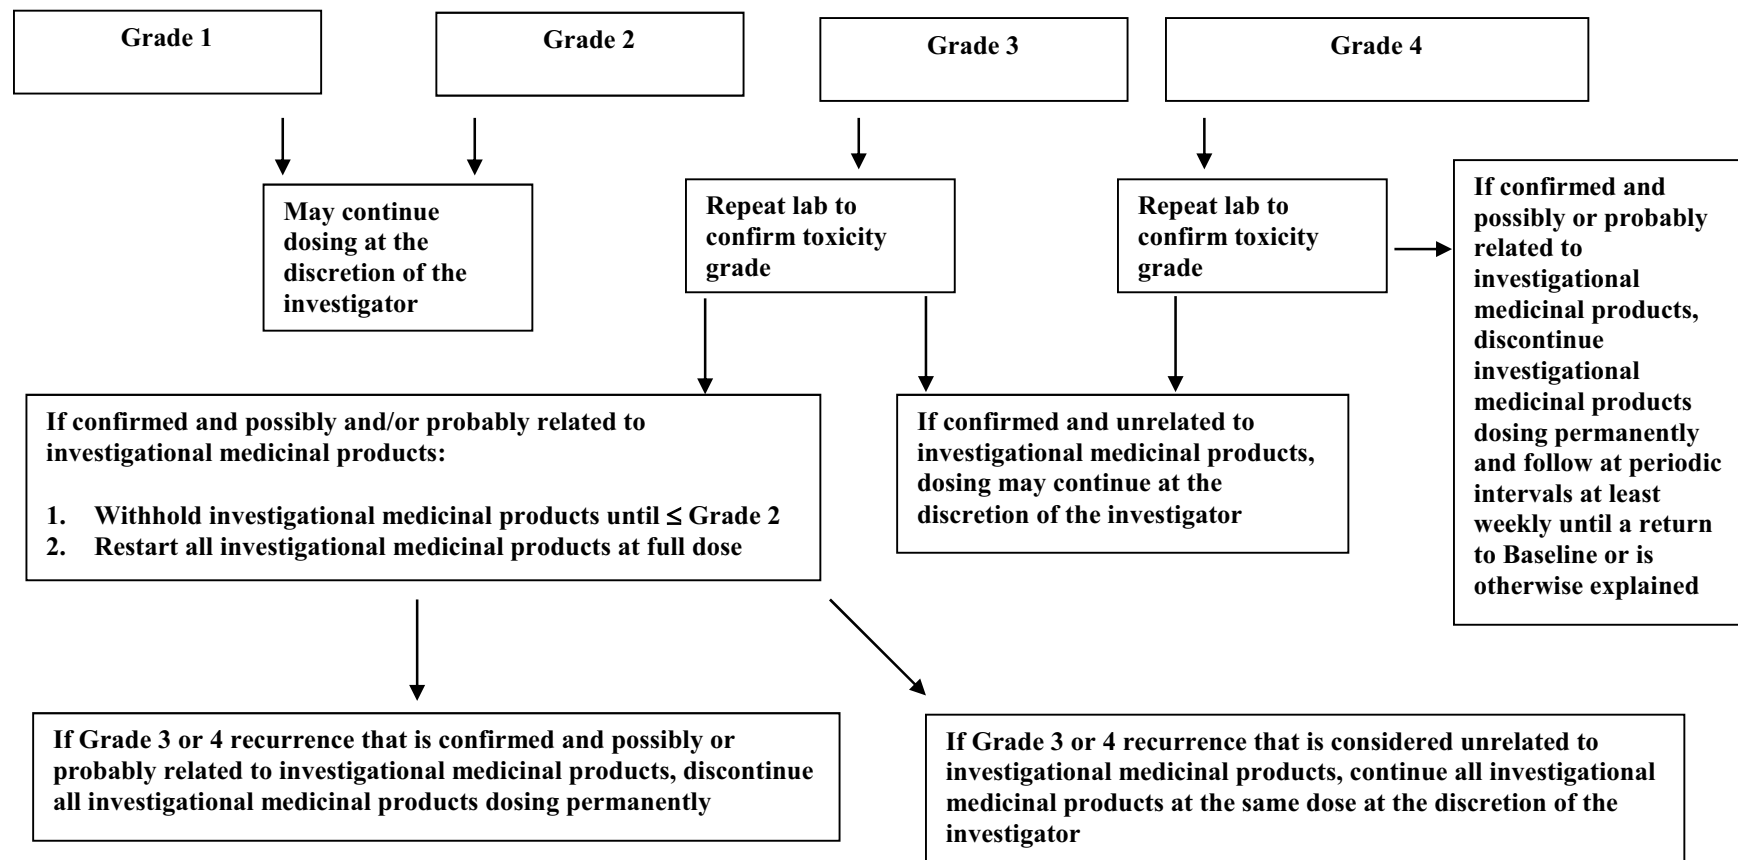 Grade 1
Grade 2
Grade 3
Grade 4
May continue
dosing at the
discretion of the
investigator
Repeat lab to
confirm toxicity
grade
Repeat lab to
confirm toxicity
grade
If confirmed and
possibly or probably
related to
investigational
medicinal products,
discontinue
investigational
medicinal products
dosing permanently
and follow at periodic
intervals at least
weekly until a return
to Baseline or is
otherwise explained
If confirmed and possibly and/or probably related to
investigational medicinal products:
1. Withhold investigational medicinal products until ≤ Grade 2
2. Restart all investigational medicinal products at full dose
If confirmed and unrelated to
investigational medicinal products,
dosing may continue at the
discretion of the investigator
If Grade 3 or 4 recurrence that is confirmed and possibly or
probably related to investigational medicinal products, discontinue
all investigational medicinal products dosing permanently
If Grade 3 or 4 recurrence that is considered unrelated to
investigational medicinal products, continue all investigational
medicinal products at the same dose at the discretion of the
investigator